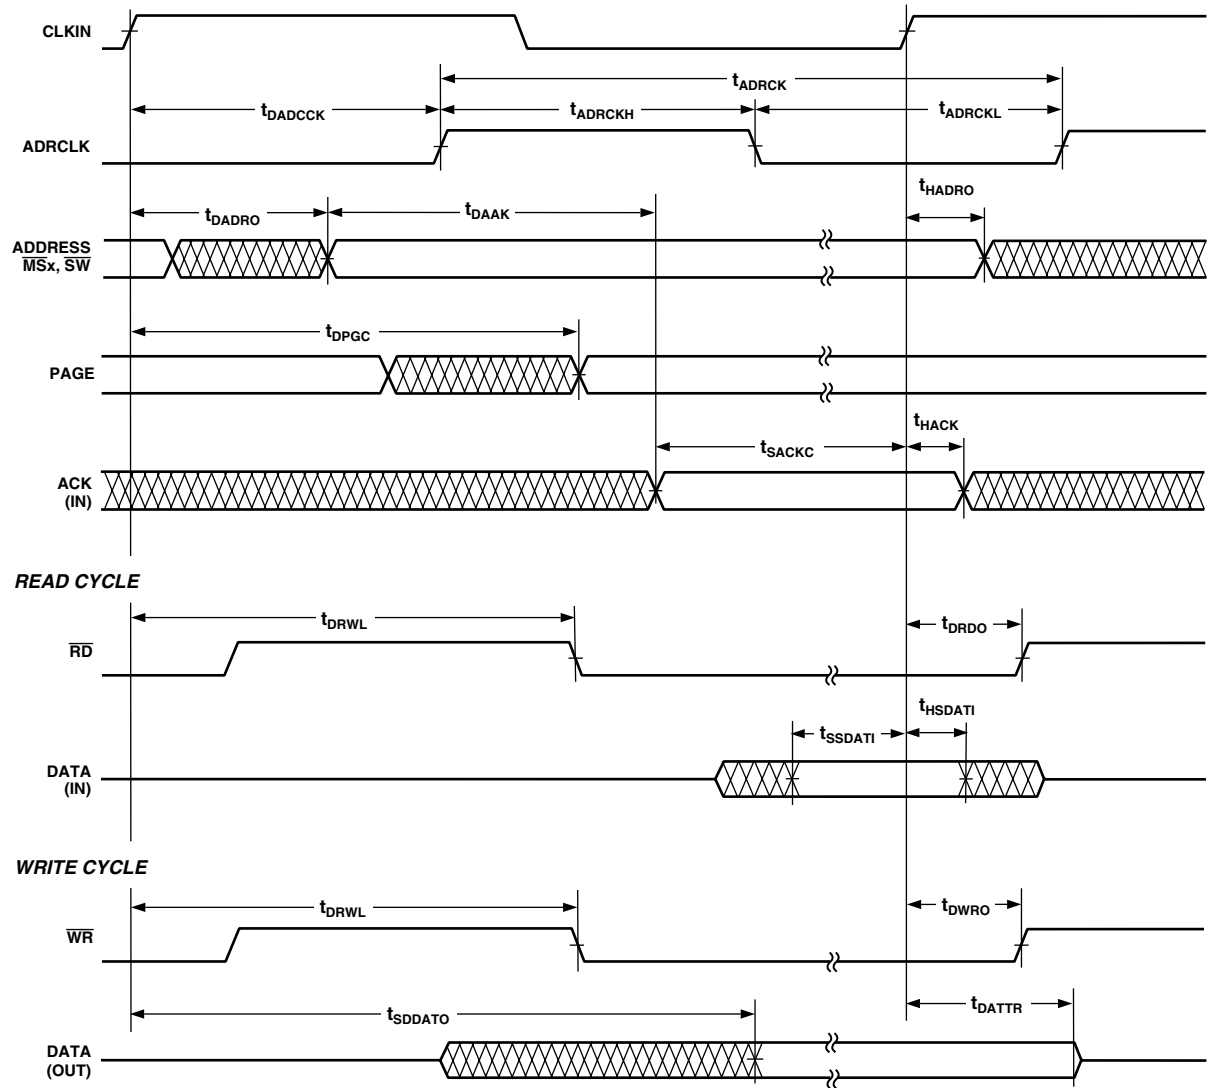 CLKIN
tADRCK
tDADCCK
tADRCKH
tADRCKL
ADRCLK
tHADRO
tDADRO
tDAAK
ADDRESS
MSx, SW
tDPGC
PAGE
tHACK
tSACKC
ACK
(IN)
READ CYCLE
tDRWL
tDRDO
RD
tHSDATI
tSSDATI
DATA
(IN)
WRITE CYCLE
tDRWL
tDWRO
WR
tDATTR
tSDDATO
DATA
(OUT)